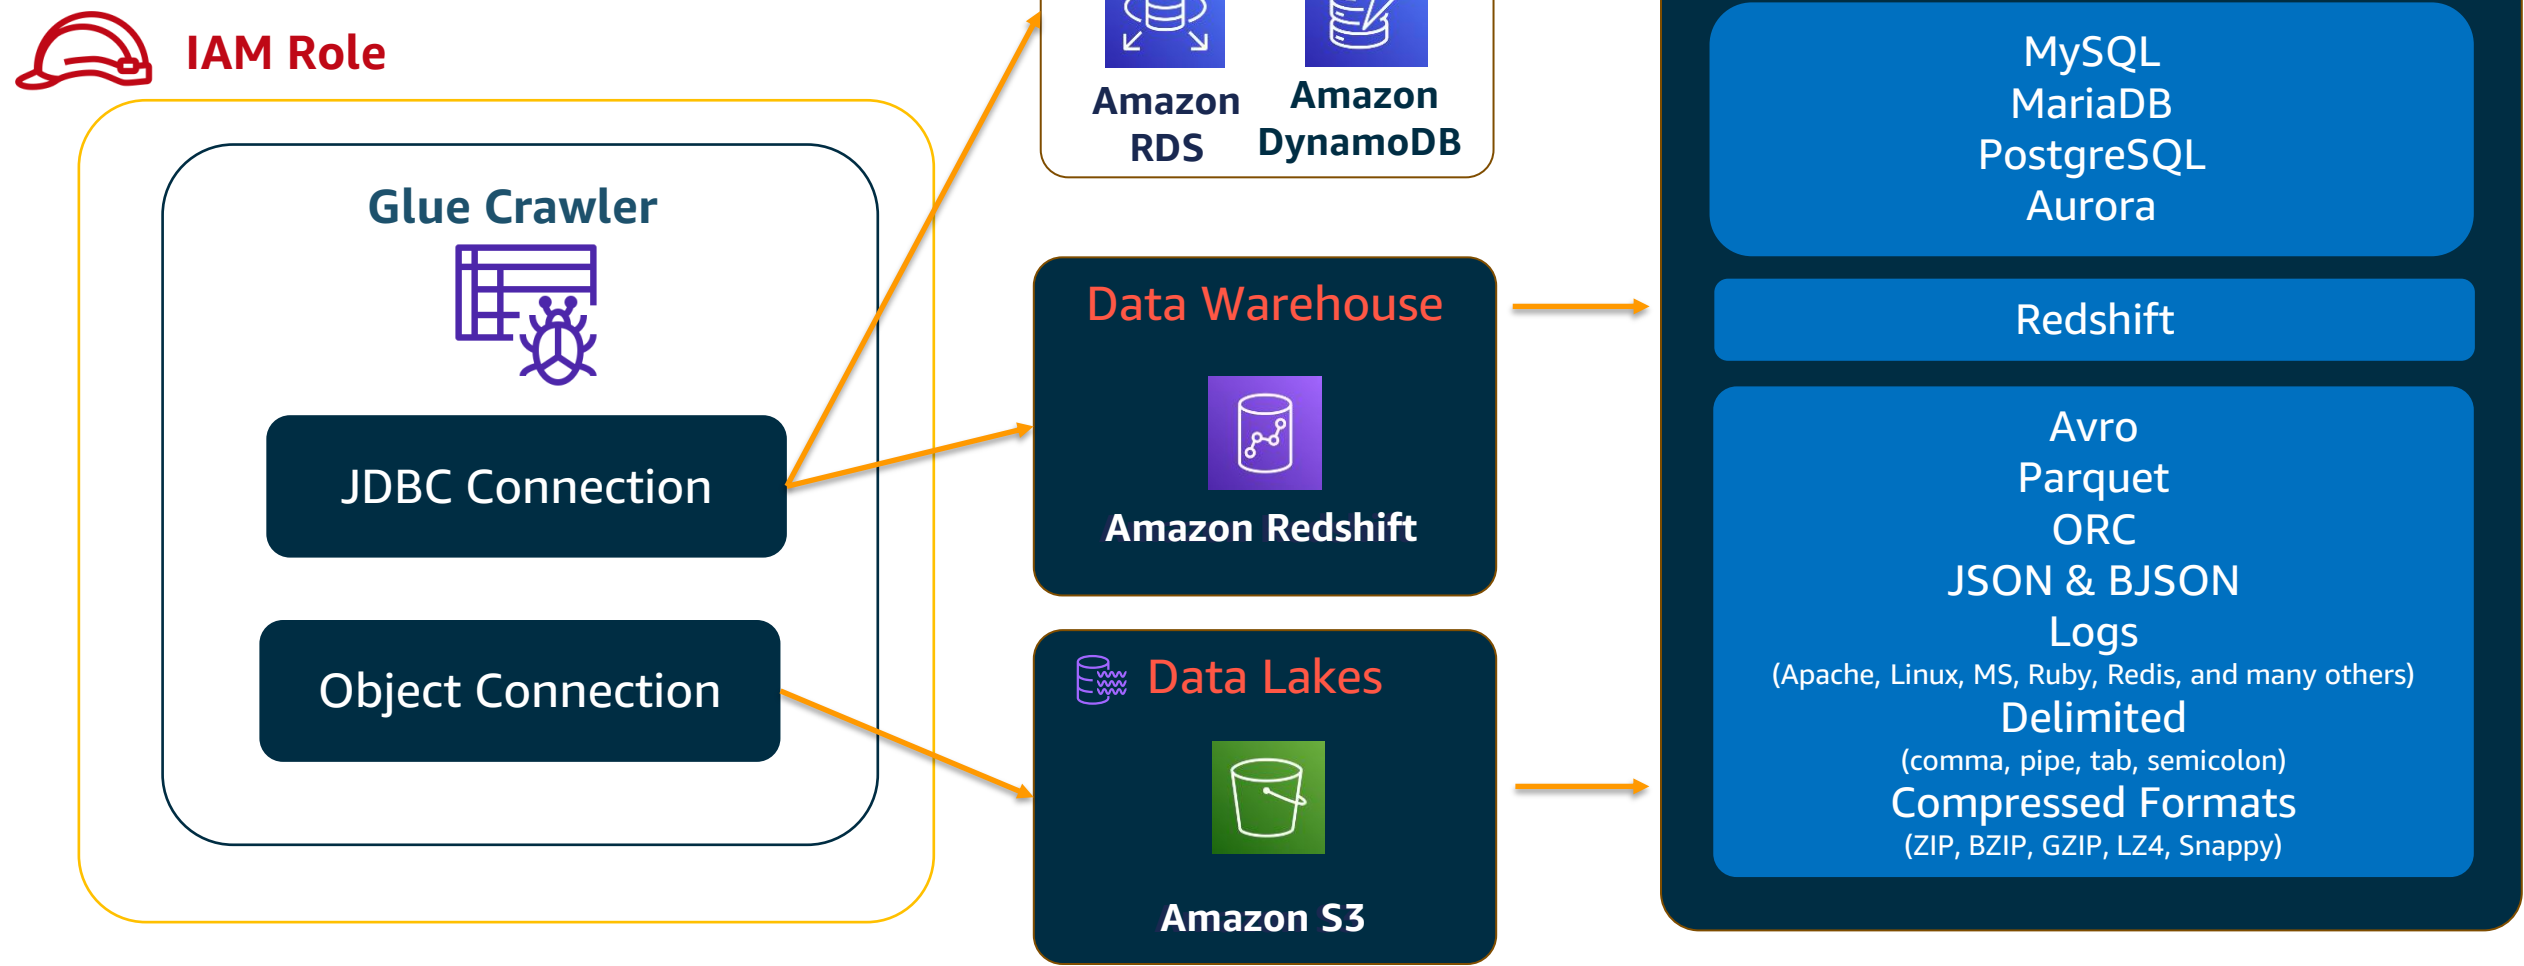 IAM Role
Glue Crawler
JDBC Connection
Object Connection
Amazon
RDS
Amazon
DynamoDB
Data Warehouse
Amazon Redshift
Data Lakes
Amazon S3
MySQL
MariaDB
PostgreSQL
Aurora
Redshift
Avro
Parquet
ORC
JSON & BJSON
Logs
(Apache, Linux, MS, Ruby, Redis, and many others)
Delimited
(comma, pipe, tab, semicolon)
Compressed Formats
(ZIP, BZIP, GZIP, LZ4, Snappy)